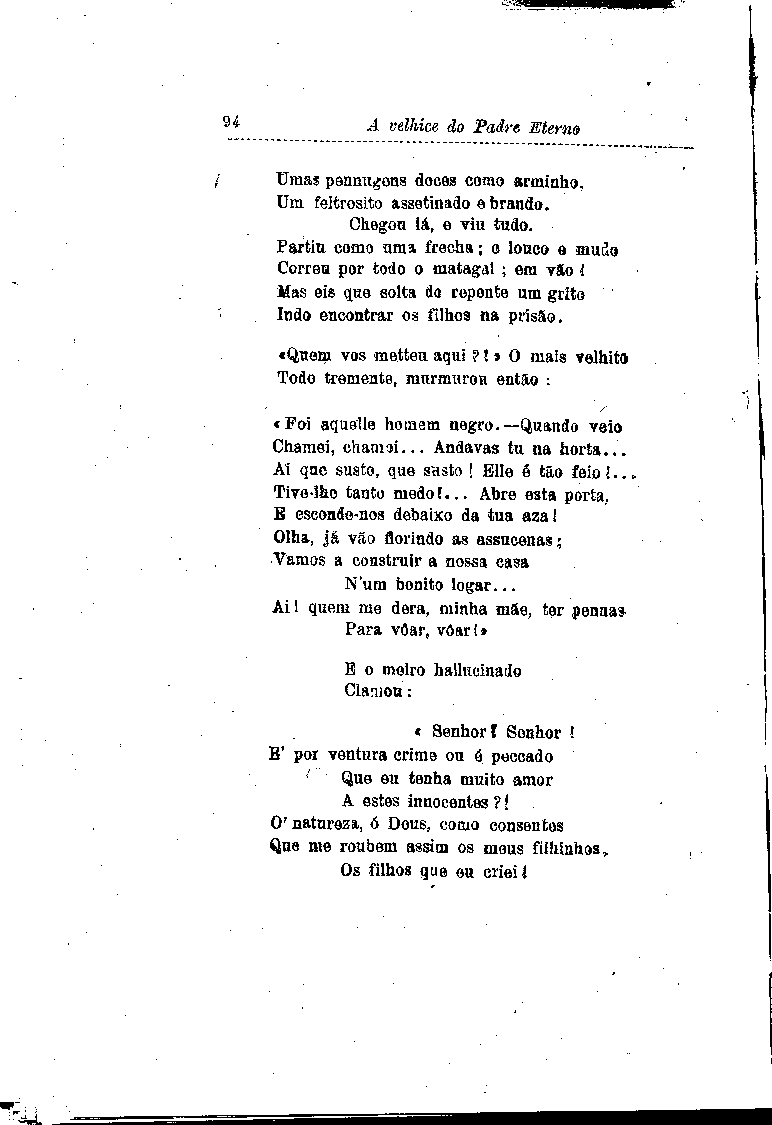 94
A velhice do Padre Eterno
Umas pennugens doces como arminho,
Um feltrosito assetinado e brando.
Chegou lá, e viu tudo.
Partiu como uma frecha; e louco e mudo
Correu por todo o matagal; em vão!
Mas eis que solta de repente um grito
Indo encontrar os filhos na prisão.
«Quem vos metteu aqui?!» O mais velhito
Todo tremente, murmurou então:
«Foi aquelle homem negro.—Quando veio
Chamei, chamei... Andavas tu na horta...
Ai que susto, que susto! Elle é tão feio!...
Tive-lhe tanto medo!... Abre esta porta,
E esconde-nos debaixo da tua aza!
Olha, já vão florindo as assucenas;
Vamos a construir a nossa casa
N'um bonito logar...
Ai! quem me dera, minha mãe, ter pennas
Para vôar, vôar!»
E o melro hallucinado
Clamou:
« Senhor! Senhor!
E' por ventura crime ou é peccado
Que eu tenha muito amor
A estes innocentes?!
O' natureza, ó Deus, como consentes
Que me roubem assim os meus filhinhos,
Os filhos que eu criei!